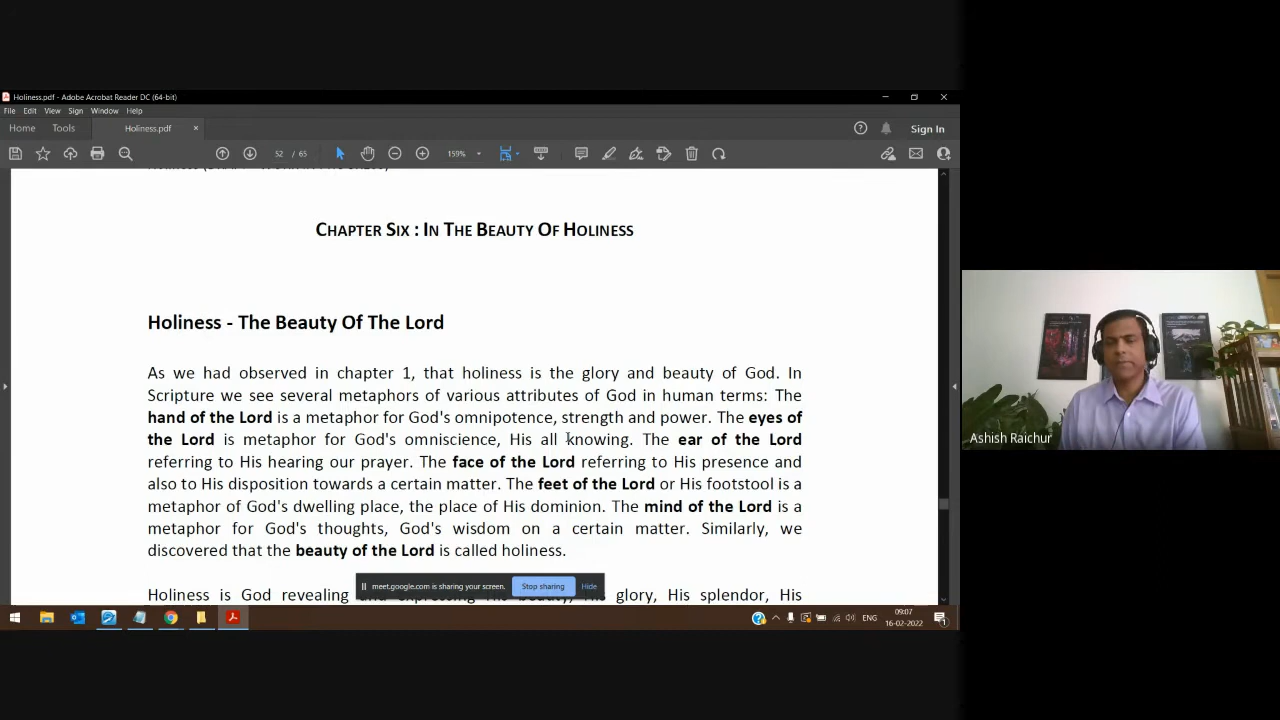 Holiness.pdf - Adobe Acrobat Reader DC (64-bit)
File Edit View Sign Window Help
Home Tools Holiness.pdf × Sign In
52 / 65 159%
CHAPTER SIX : IN THE BEAUTY OF HOLINESS
Holiness - The Beauty Of The Lord
As we had observed in chapter 1, that holiness is the glory and beauty of God. In
Scripture we see several metaphors of various attributes of God in human terms: The
hand of the Lord is a metaphor for God's omnipotence, strength and power. The eyes of
the Lord is metaphor for God's omniscience, His all knowing. The ear of the Lord
referring to His hearing our prayer. The face of the Lord referring to His presence and
also to His disposition towards a certain matter. The feet of the Lord or His footstool is a
metaphor of God's dwelling place, the place of His dominion. The mind of the Lord is a
metaphor for God's thoughts, God's wisdom on a certain matter. Similarly, we
discovered that the beauty of the Lord is called holiness.
Holiness is God revealing and expressing His beauty, His glory, His splendor, His
meet.google.com is sharing your screen. Stop sharing Hide
ENG 09:07
16-02-2022
Ashish Raichur